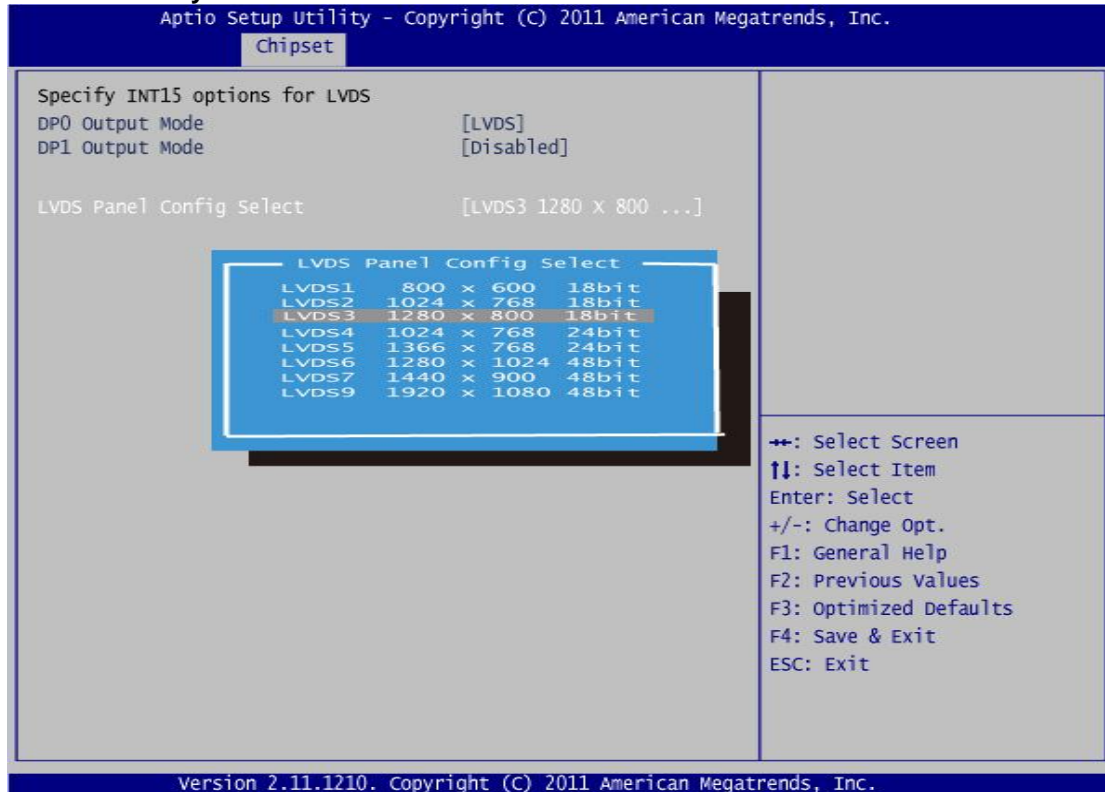 Aptio Setup Utility - Copyright (C) 2011 American Megatrends, Inc.
Chipset
Specify INT15 options for LVDS
DP0 Output Mode [LVDS]
DP1 Output Mode [Disabled]
LVDS Panel Config Select [LVDS3 1280 X 800 ...]
LVDS Panel Config Select
LVDS1 800 x 600 18bit
LVDS2 1024 x 768 18bit
LVDS3 1280 x 800 18bit
LVDS4 1024 x 768 24bit
LVDS5 1366 x 768 24bit
LVDS6 1280 x 1024 48bit
LVDS7 1440 x 900 48bit
LVDS9 1920 x 1080 48bit
→←: Select Screen
↑↓: Select Item
Enter: Select
+/-: Change Opt.
F1: General Help
F2: Previous Values
F3: Optimized Defaults
F4: Save & Exit
ESC: Exit
Version 2.11.1210. Copyright (C) 2011 American Megatrends, Inc.